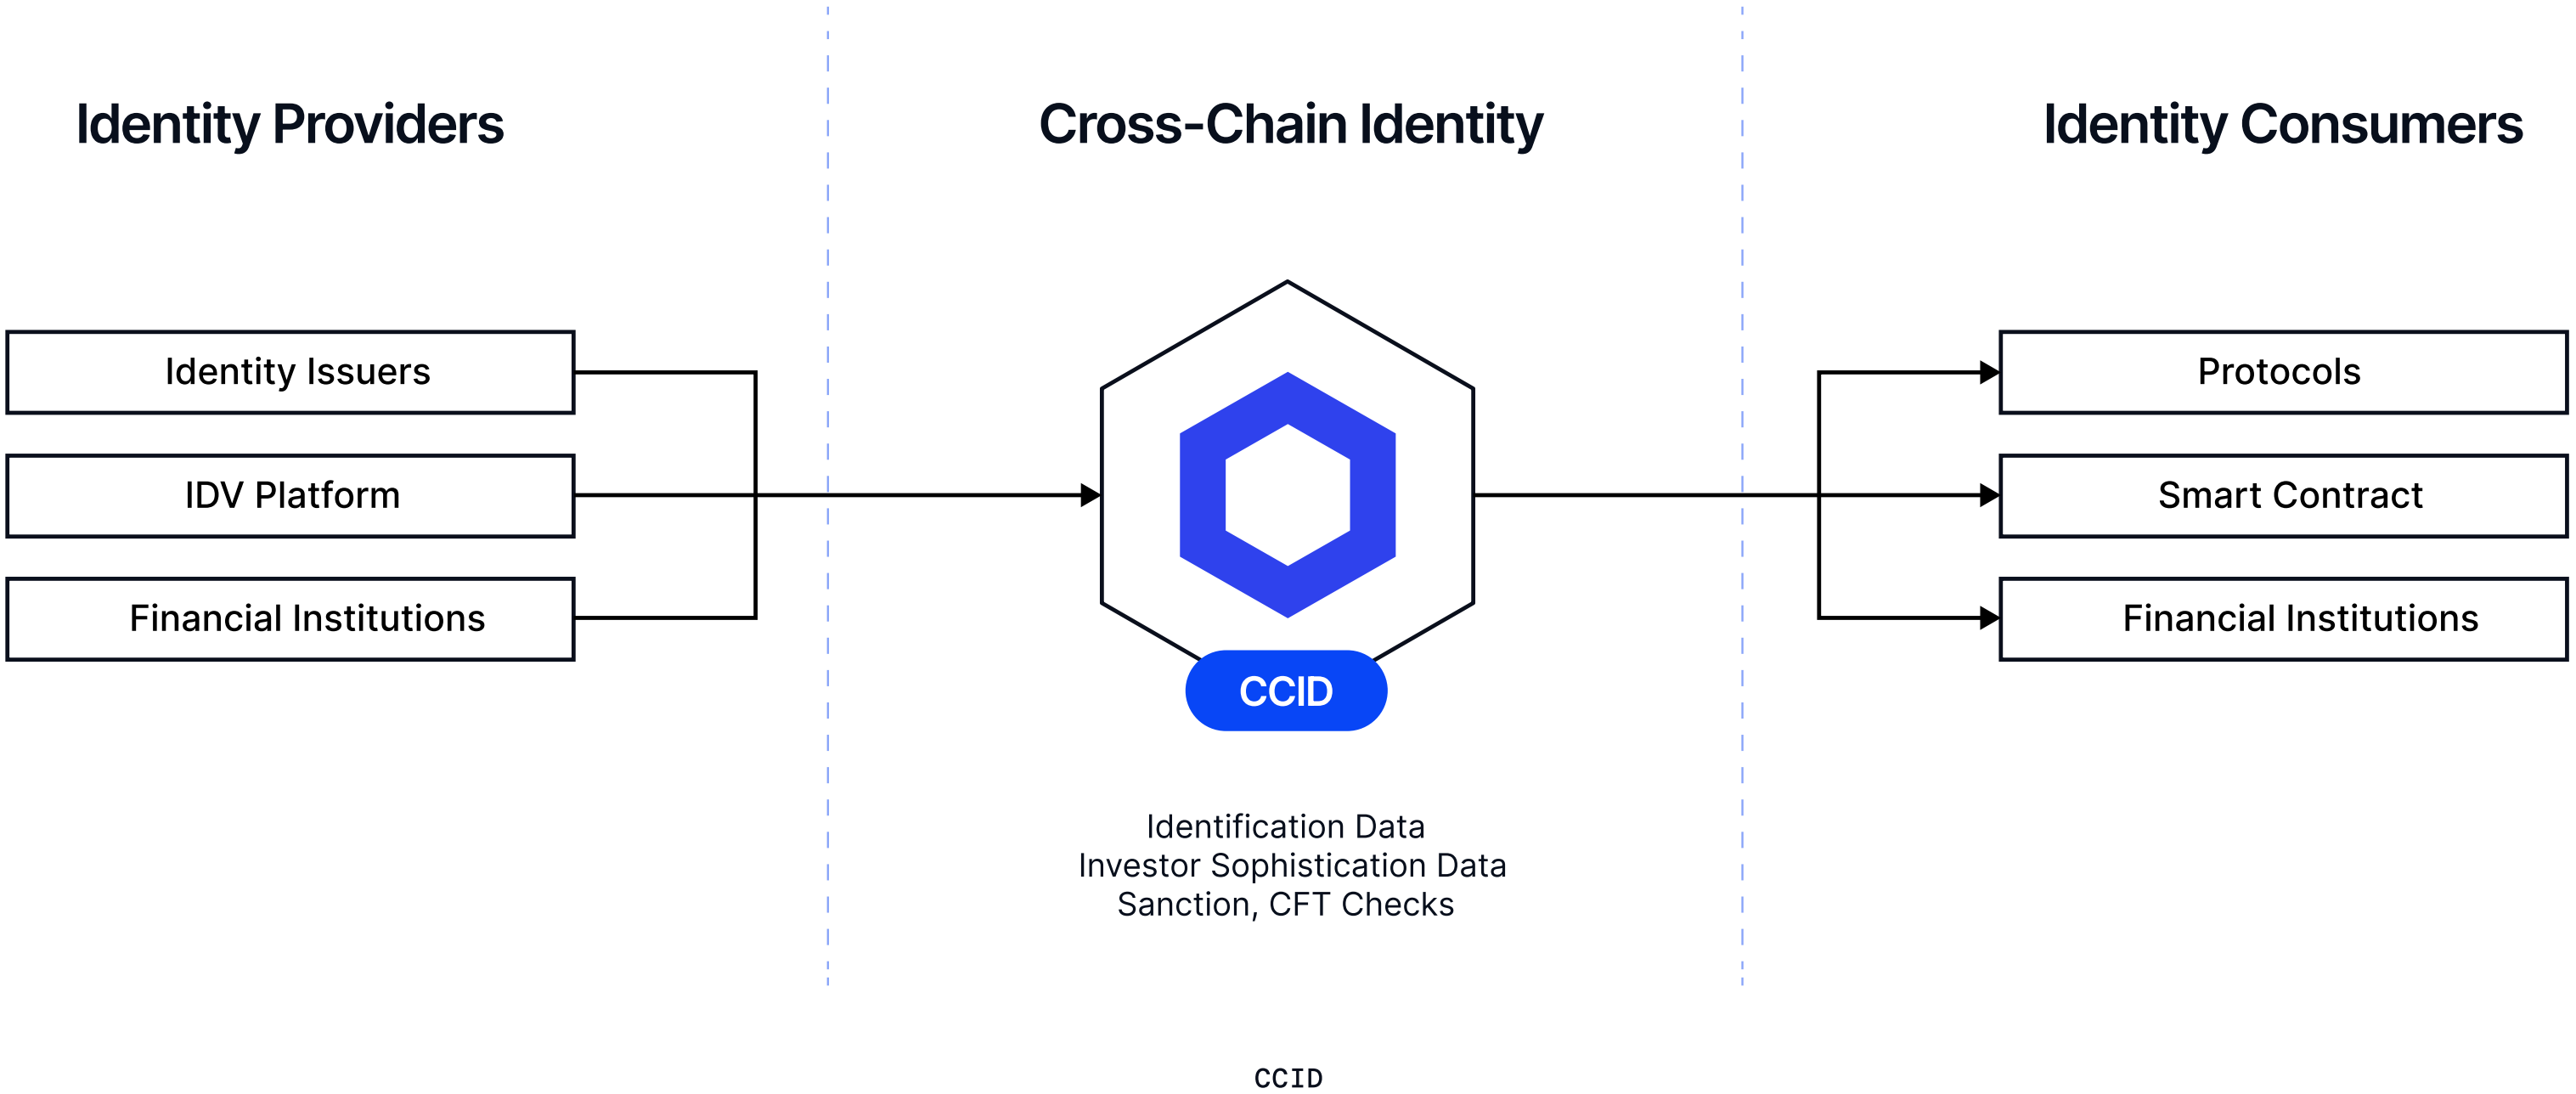 Identity Providers
Cross-Chain Identity
Identity Consumers
Identity Issuers
IDV Platform
Financial Institutions
CCID
Identification Data
Investor Sophistication Data
Sanction, CFT Checks
Protocols
Smart Contract
Financial Institutions
CCID